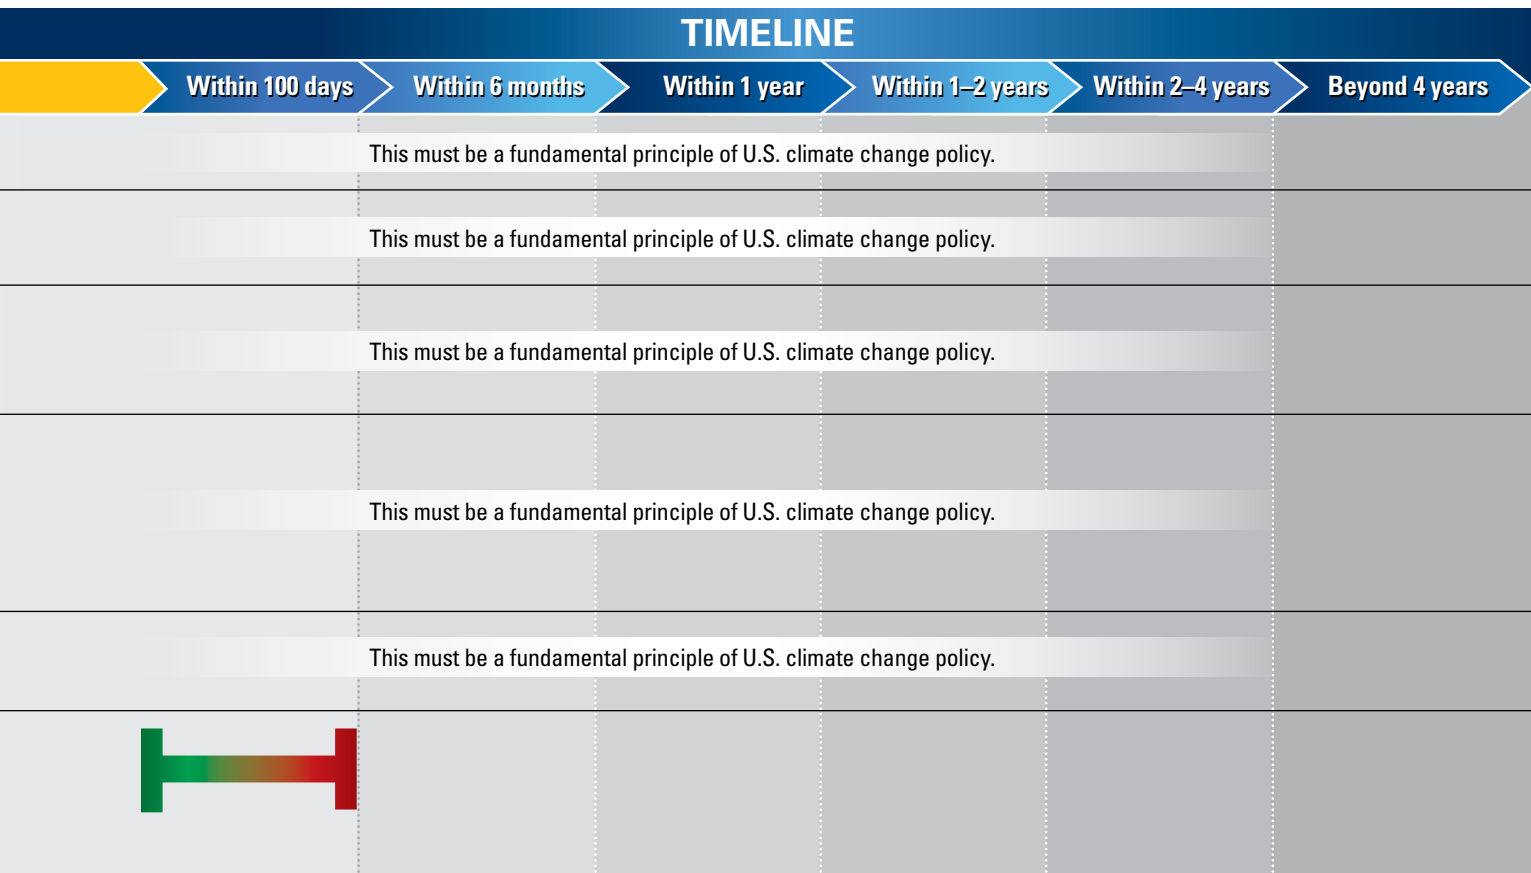 TIMELINE
Within 100 days
Within 6 months
Within 1 year
Within 1–2 years
Within 2–4 years
Beyond 4 years
This must be a fundamental principle of U.S. climate change policy.
This must be a fundamental principle of U.S. climate change policy.
This must be a fundamental principle of U.S. climate change policy.
This must be a fundamental principle of U.S. climate change policy.
This must be a fundamental principle of U.S. climate change policy.